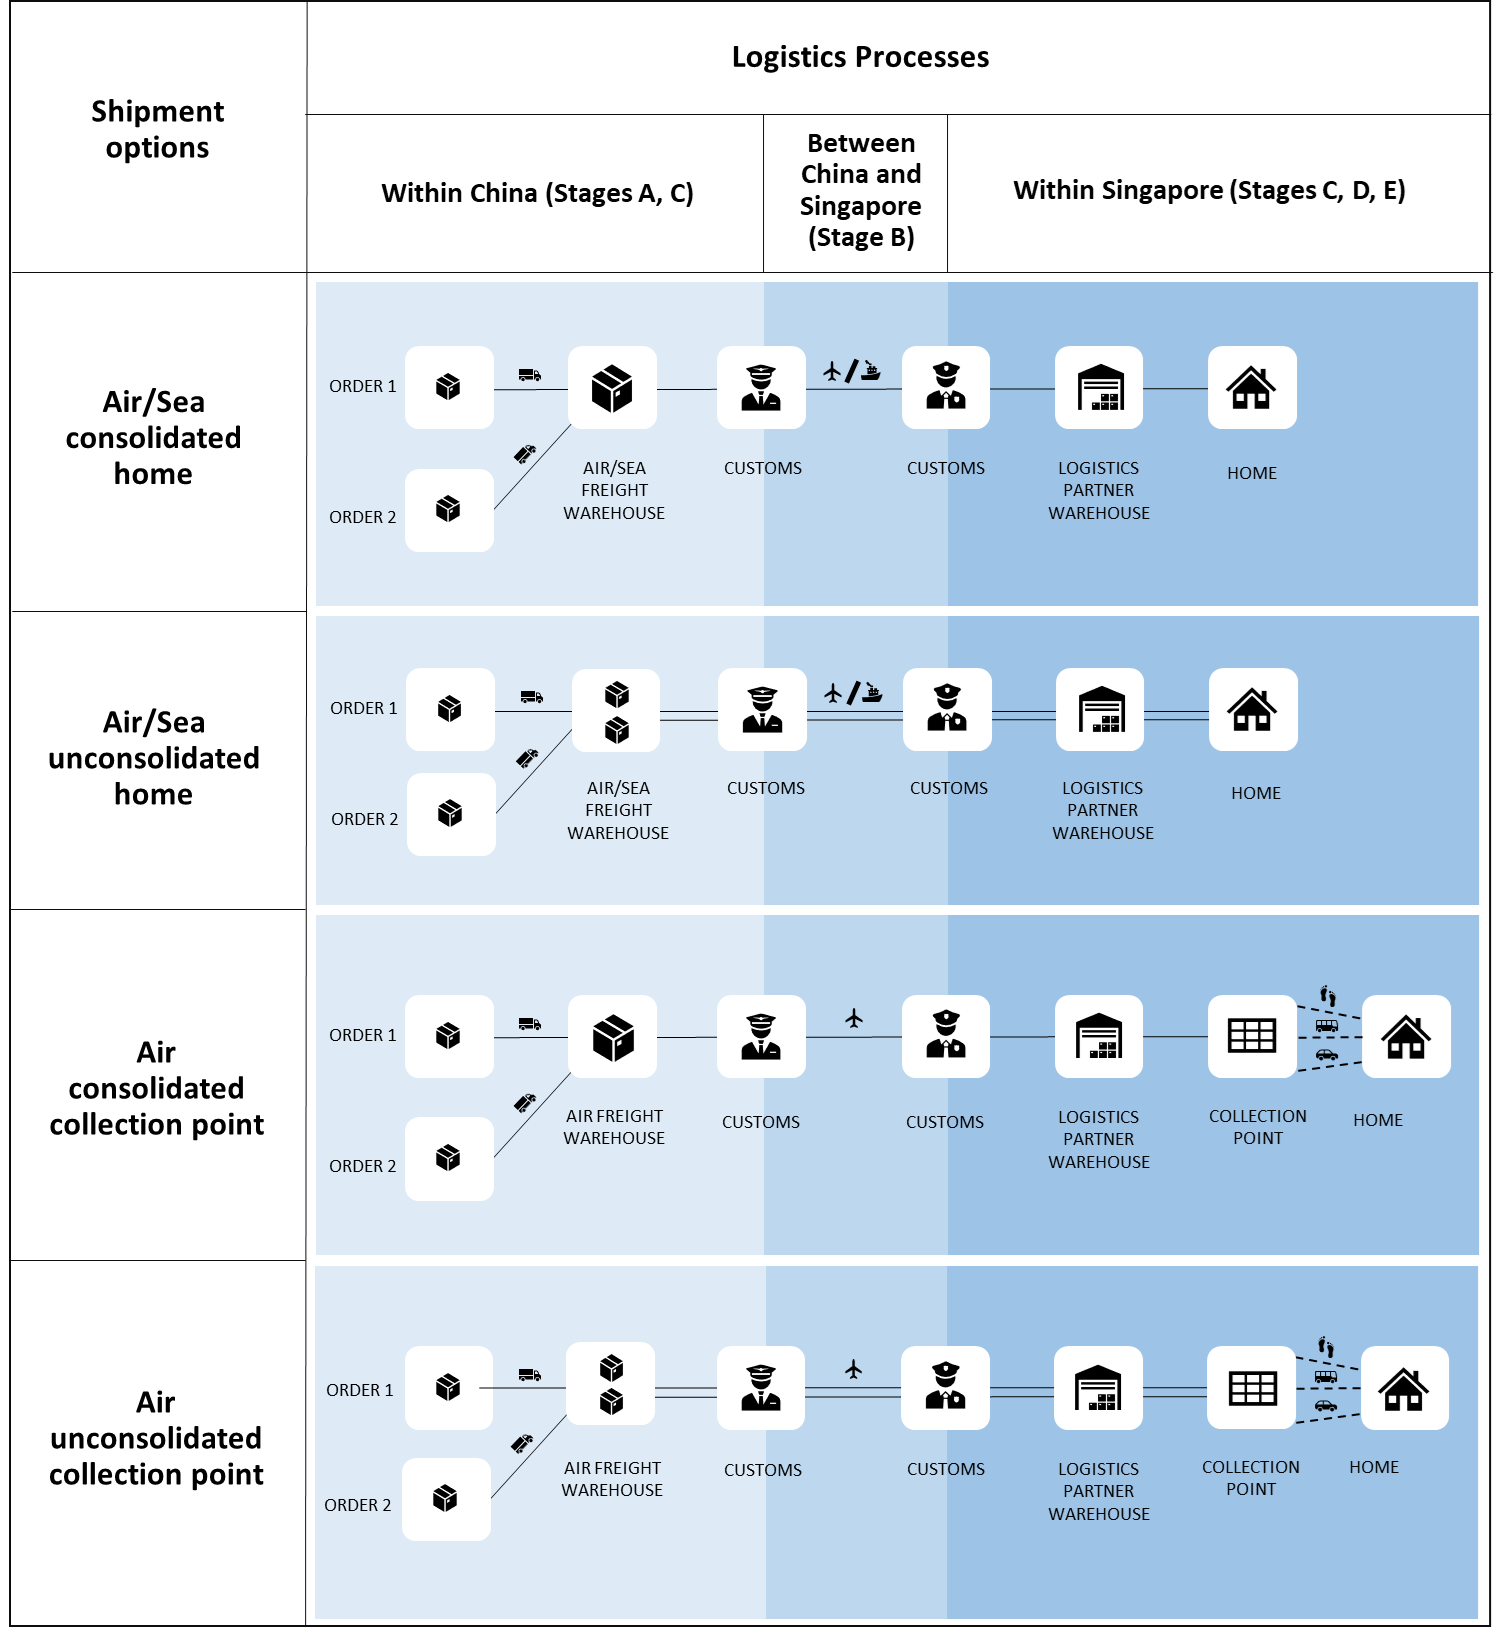 Shipment
options
Logistics Processes
Within China (Stages A, C)
Between
China and
Singapore
(Stage B)
Within Singapore (Stages C, D, E)
Air/Sea
consolidated
home
ORDER 1
ORDER 2
AIR/SEA
FREIGHT
WAREHOUSE
CUSTOMS
CUSTOMS
LOGISTICS
PARTNER
WAREHOUSE
HOME
Air/Sea
unconsolidated
home
ORDER 1
ORDER 2
AIR/SEA
FREIGHT
WAREHOUSE
CUSTOMS
CUSTOMS
LOGISTICS
PARTNER
WAREHOUSE
HOME
Air
consolidated
collection point
ORDER 1
ORDER 2
AIR FREIGHT
WAREHOUSE
CUSTOMS
CUSTOMS
LOGISTICS
PARTNER
WAREHOUSE
COLLECTION
POINT
HOME
Air
unconsolidated
collection point
ORDER 1
ORDER 2
AIR FREIGHT
WAREHOUSE
CUSTOMS
CUSTOMS
LOGISTICS
PARTNER
WAREHOUSE
COLLECTION
POINT
HOME